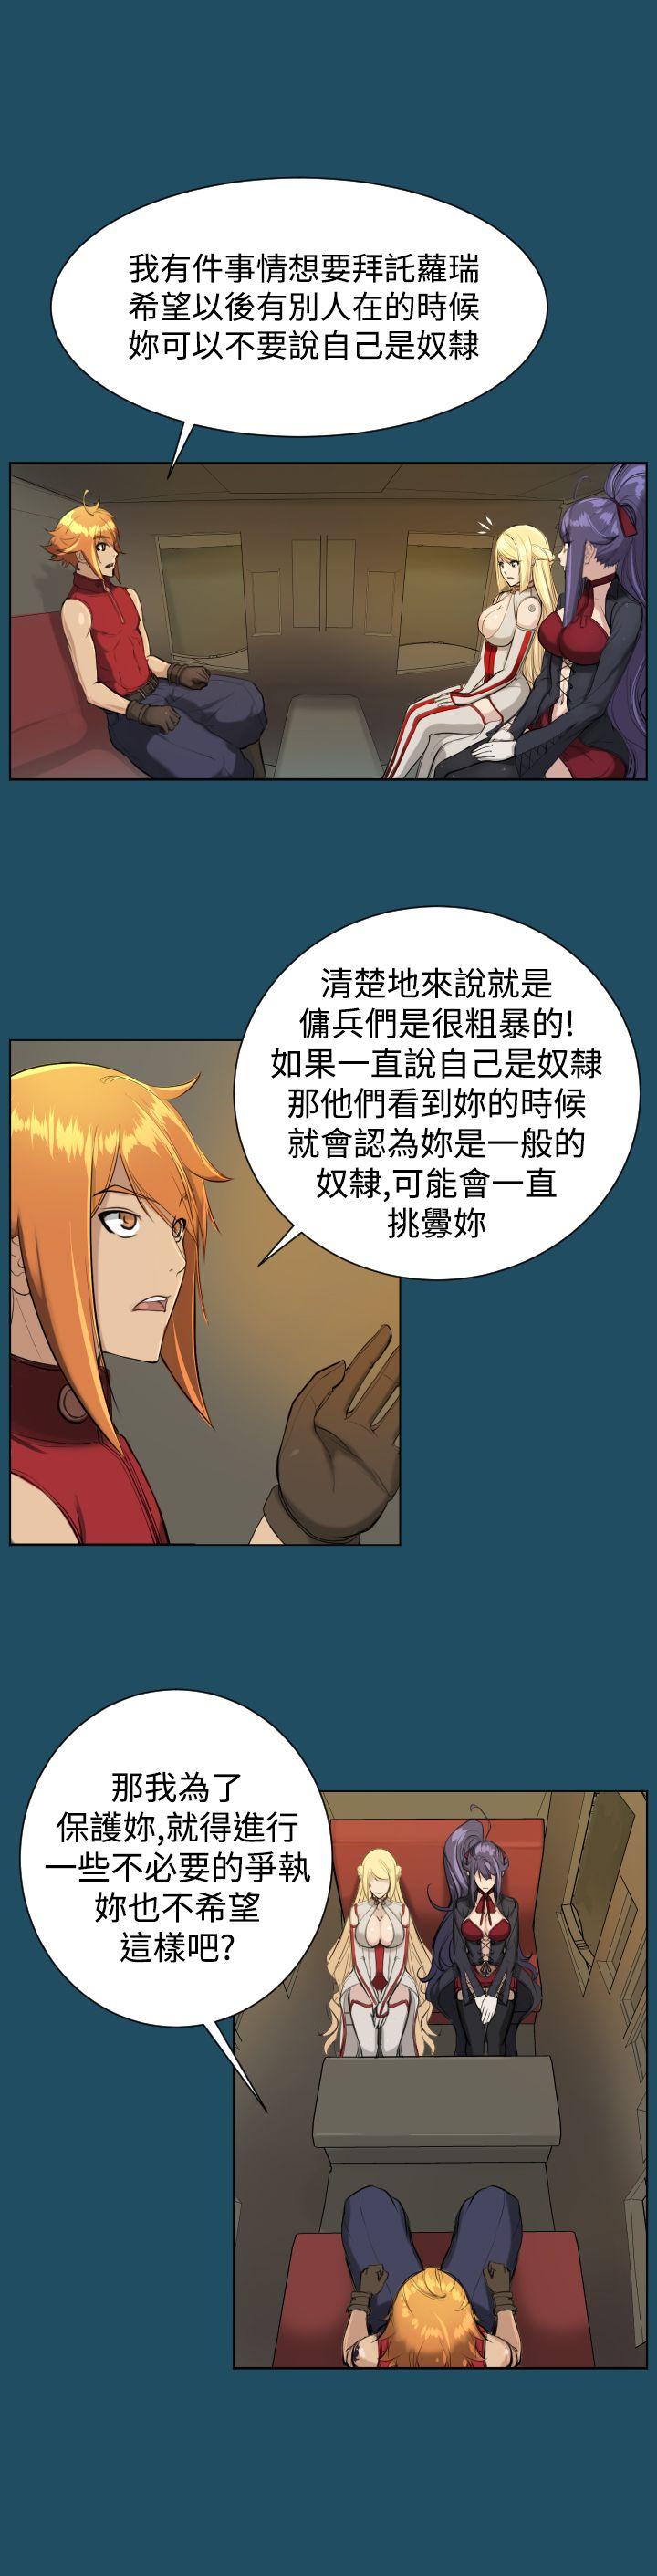 我有件事情想要拜託蘿瑞
希望以後有別人在的時候
妳可以不要說自己是奴隸
清楚地來說就是
傭兵們是很粗暴的!
如果一直說自己是奴隸
那他們看到妳的時候
就會認為妳是一般的
奴隸,可能會一直
挑釁妳
那我為了
保護妳,就得進行
一些不必要的爭執
妳也不希望
這樣吧?